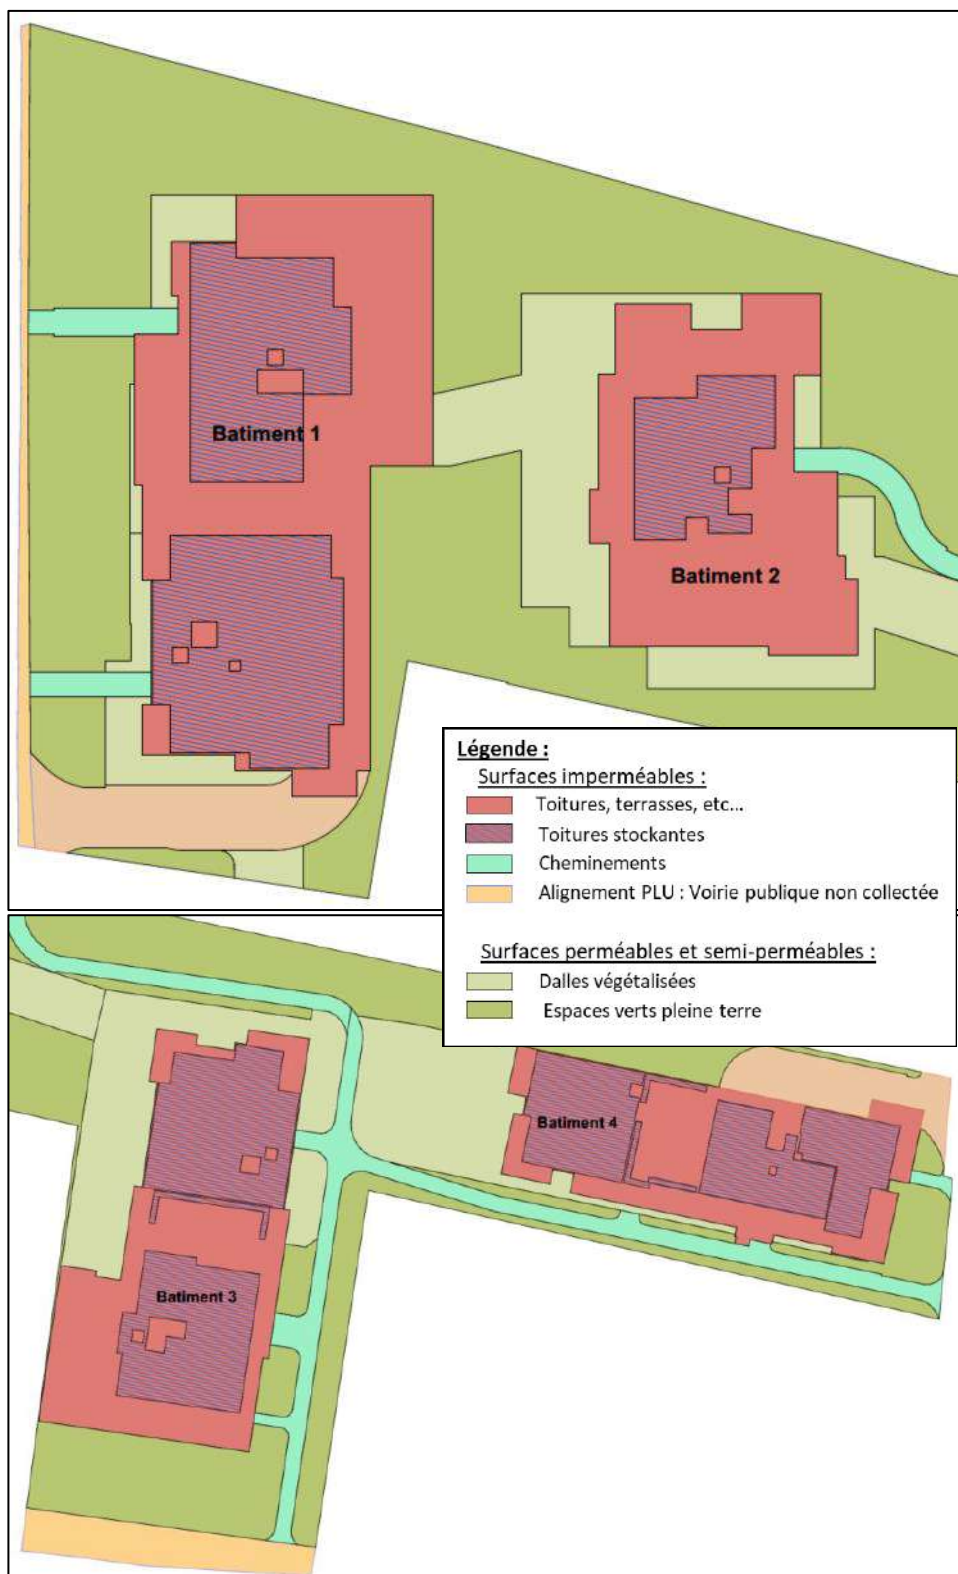 Batiment 1
Batiment 2
Légende :
Surfaces imperméables :
Toitures, terrasses, etc...
Toitures stockantes
Cheminements
Alignement PLU : Voirie publique non collectée
Surfaces perméables et semi-perméables :
Dalles végétalisées
Espaces verts pleine terre
Batiment 4
Batiment 3